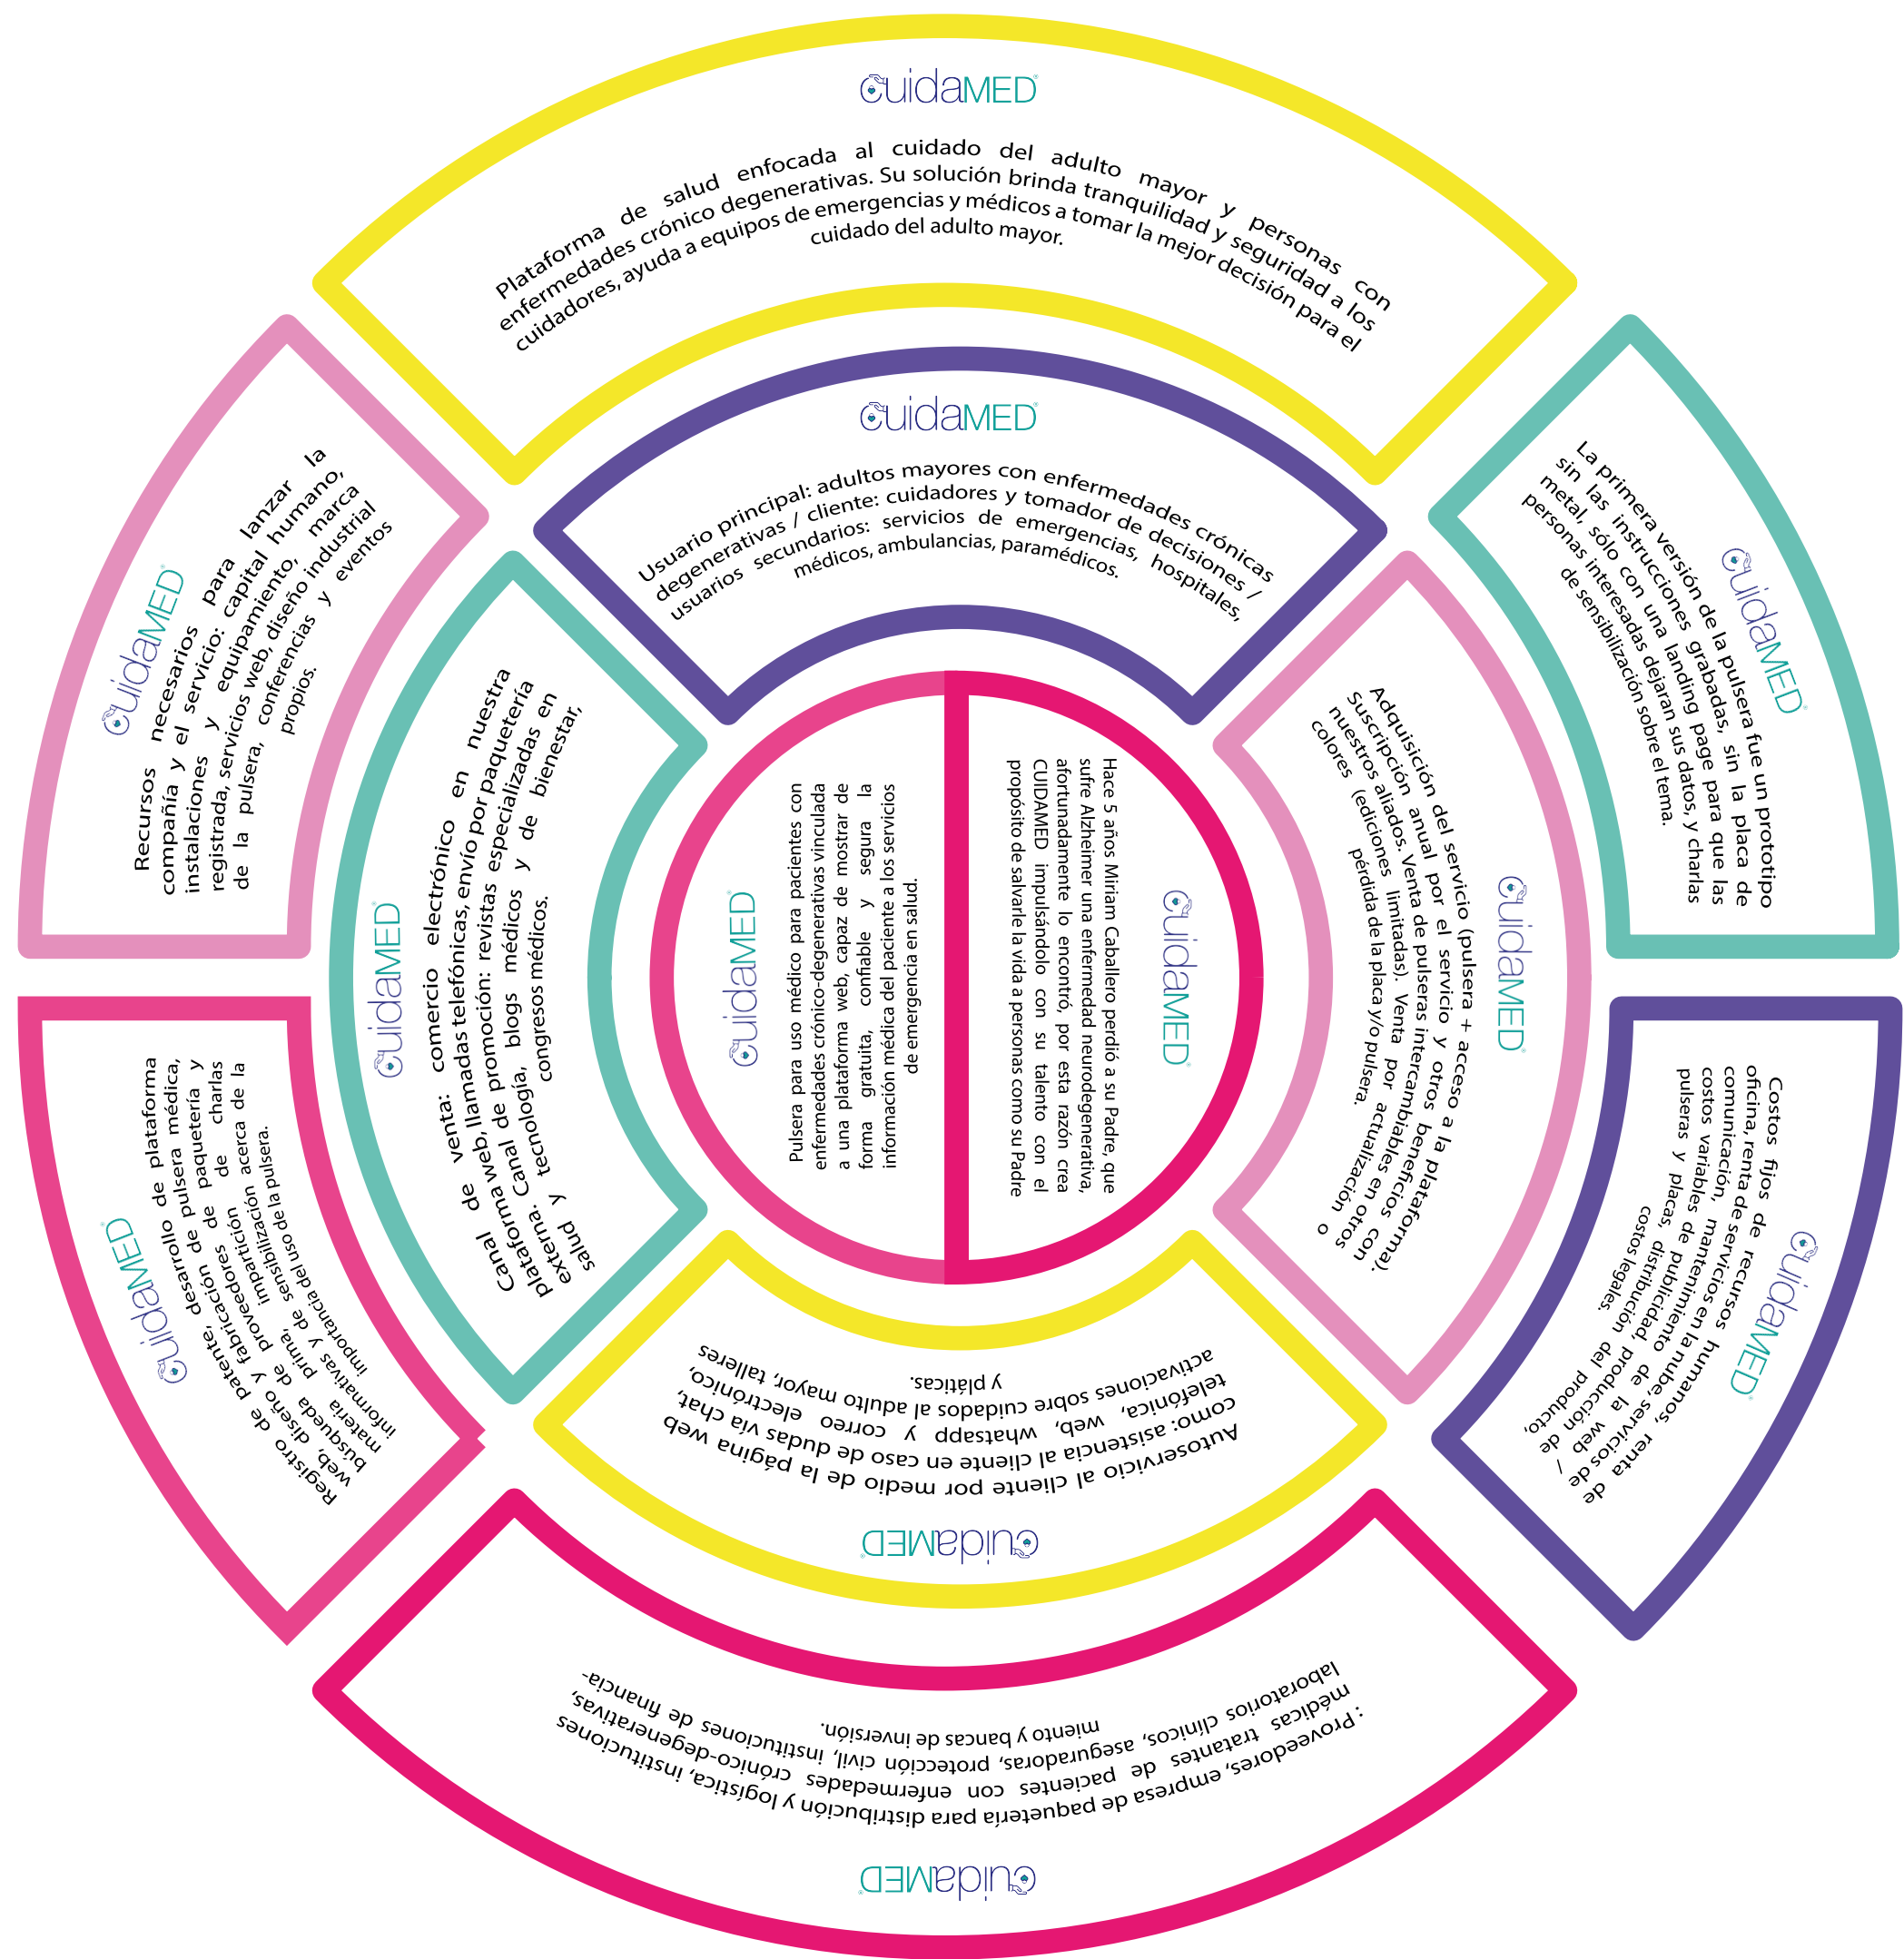 CuidaMED
Plataforma de salud enfocada al cuidado del adulto mayor y personas con
enfermedades crónico degenerativas. Su solución brinda tranquilidad y seguridad a los
cuidadores, ayuda a equipos de emergencias y médicos a tomar la mejor decisión para el
cuidado del adulto mayor.
CuidaMED
Usuario principal: adultos mayores con enfermedades crónicas
degenerativas / cliente: cuidadores y tomador de decisiones /
usuarios secundarios: servicios de emergencias, hospitales,
médicos, ambulancias, paramédicos.
CuidaMED
La primera versión de la pulsera fue un prototipo
sin las instrucciones grabadas, sin la placa de
metal, sólo con una landing page para que las
personas interesadas dejaran sus datos, y charlas
de sensibilización sobre el tema.
CuidaMED
Recursos necesarios para lanzar la
compañía y el servicio: capital humano,
instalaciones y equipamiento, marca
registrada, servicios web, diseño industrial
de la pulsera, conferencias y eventos
propios.
CuidaMED
Canal de venta: comercio electrónico en nuestra
plataforma web, llamadas telefónicas, envío por paquetería
externa. Canal de promoción: revistas especializadas en
salud y tecnología, blogs médicos y de bienestar,
congresos médicos.
CuidaMED
Pulsera para uso médico para pacientes con
enfermedades crónico-degenerativas vinculada
a una plataforma web, capaz de mostrar de
forma gratuita, confiable y segura la
información médica del paciente a los servicios
de emergencia en salud.
CuidaMED
Hace 5 años Miriam Caballero perdió a su Padre, que
sufre Alzheimer una enfermedad neurodegenerativa,
afortunadamente lo encontró, por esta razón crea
CUIDAMED impulsándolo con su talento con el
propósito de salvarle la vida a personas como su Padre
CuidaMED
Adquisición del servicio (pulsera + acceso a la plataforma).
Suscripción anual por el servicio y otros beneficios con
nuestros aliados. Venta de pulseras intercambiables en otros
colores (ediciones limitadas). Venta por actualización o
pérdida de la placa y/o pulsera.
CuidaMED
Costos fijos de recursos humanos, renta de
oficina, renta de servicios en la nube, servicios de
comunicación, mantenimiento de la web /
costos variables de publicidad, producción de
pulseras y placas, distribución del producto,
costos legales.
CuidaMED
Registro de patente, desarrollo de plataforma
web, diseño y fabricación de pulsera médica,
búsqueda de proveedores de paquetería y
materia prima, impartición de charlas
informativas y de sensibilización acerca de la
importancia del uso de la pulsera.
CuidaMED
Autoservicio al cliente por medio de la página web
como: asistencia al cliente en caso de dudas vía chat,
telefónica, web, whatsapp y correo electrónico,
activaciones sobre cuidados al adulto mayor, talleres
y pláticas.
CuidaMED
: Proveedores, empresa de paquetería para distribución y logística, instituciones
médicas tratantes de pacientes con enfermedades crónico-degenerativas,
laboratorios clínicos, aseguradoras, protección civil, instituciones de financia-
miento y bancas de inversión.